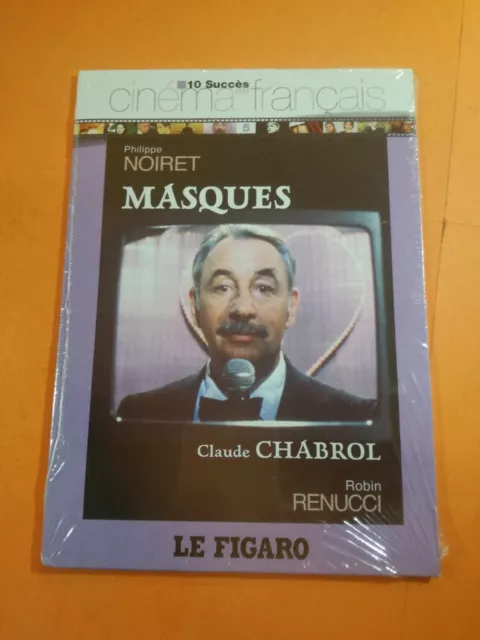 10 Succès
cinéma français
5
Philippe
NOIRET
MASQUES
Claude CHABROL
Robin
RENUCCI
LE FIGARO